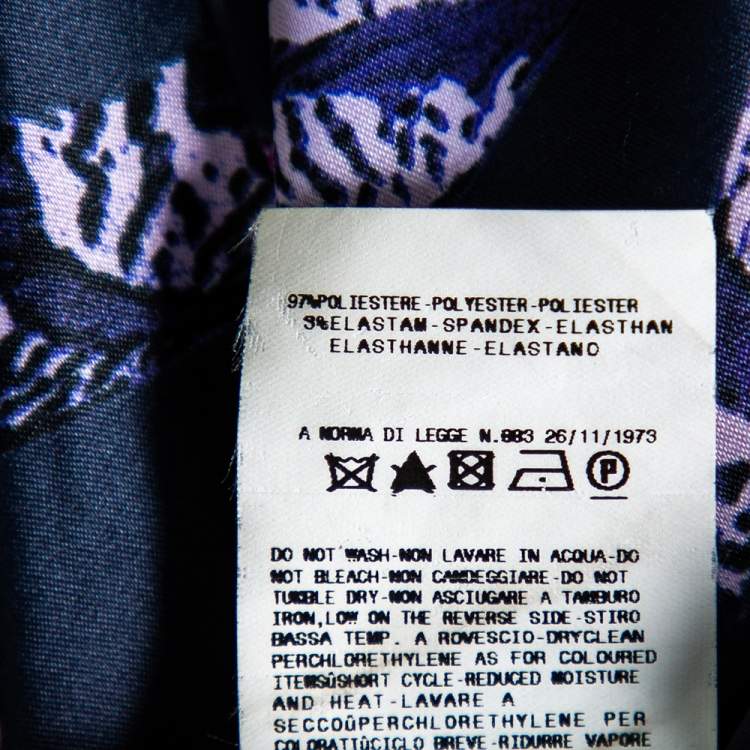 97%POLIESTERE-POLYESTER-POLIESTER
3%ELASTAM-SPANDEX-ELASTHAN
ELASTHANNE-ELASTANO
A NORMA DI LEGGE N.883 26/11/1973
P
DO NOT WASH-NON LAVARE IN ACQUA-DO
NOT BLEACH-NON CANDEGGIARE-DO NOT
TUMBLE DRY-NON ASCIUGARE A TAMBURO
IRON,LOW ON THE REVERSE SIDE-STIRO
BASSA TEMP. A ROVESCIO-DRYCLEAN
PERCHLORETHYLENE AS FOR COLOURED
ITEMSûSHORT CYCLE-REDUCED MOISTURE
AND HEAT-LAVARE A
SECCOûPERCHLORETHYLENE PER
COLORATIûCICLO BREVE-RIDURRE VAPORE